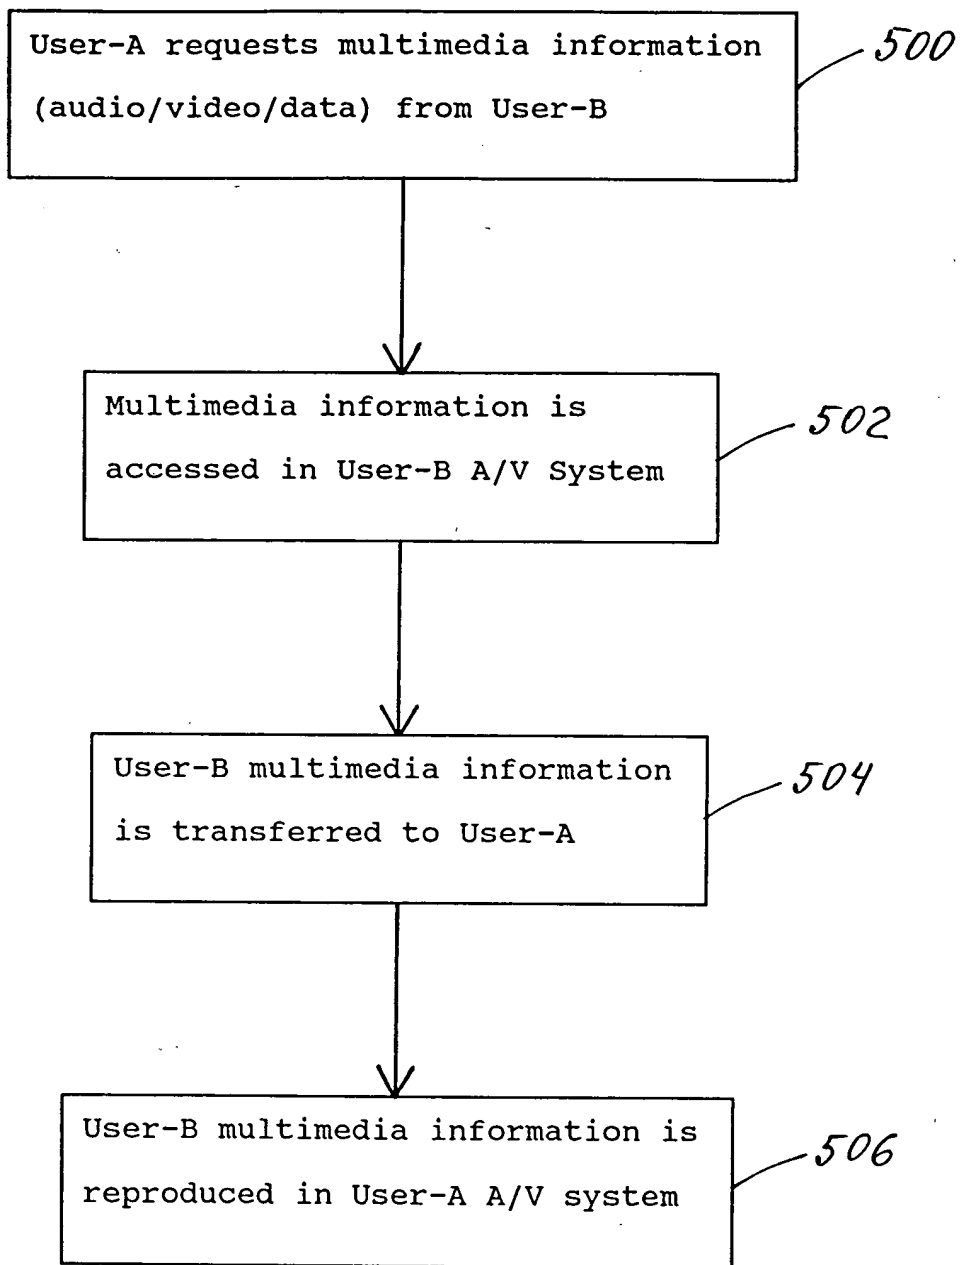 User-A requests multimedia information
(audio/video/data) from User-B
500
Multimedia information is
accessed in User-B A/V System
502
User-B multimedia information
is transferred to User-A
504
User-B multimedia information is
reproduced in User-A A/V system
506